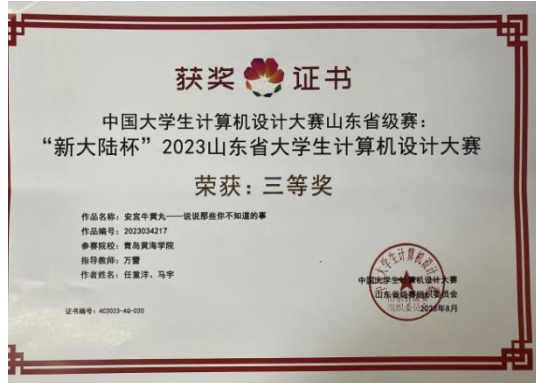 获奖证书
中国大学生计算机设计大赛山东省级赛：
“新大陆杯”2023山东省大学生计算机设计大赛
荣获：三等奖
作品名称：安宫牛黄丸——说说那些你不知道的事
作品编号：2023034217
参赛院校：青岛黄海学院
指导教师：万蕾
作者姓名：任重洋、马宇
中国大学生计算机设计大赛
山东省级赛组织委员会
2023年8月
证书编号：4C2023-AG-020